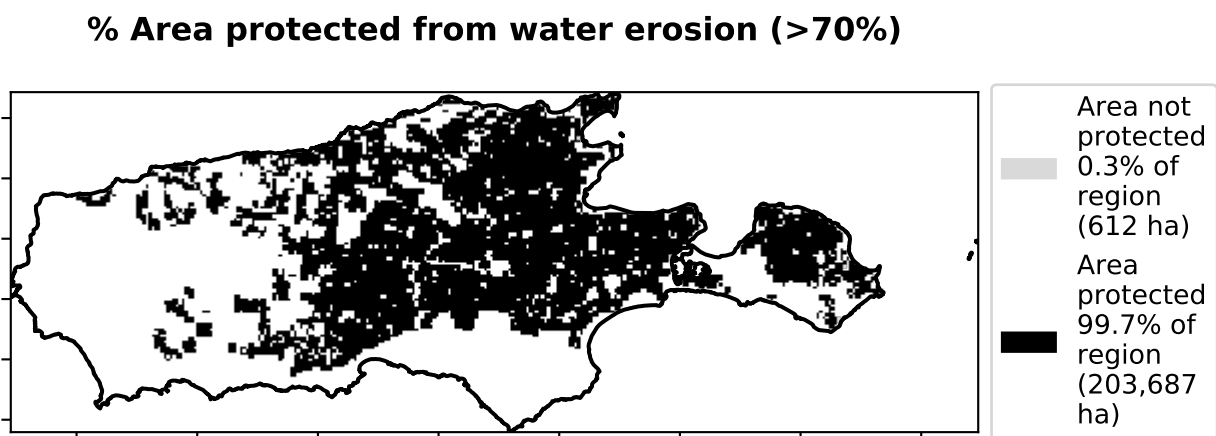 % Area protected from water erosion (>70%)
Area not
protected
0.3% of
region
(612 ha)
Area
protected
99.7% of
region
(203,687
ha)